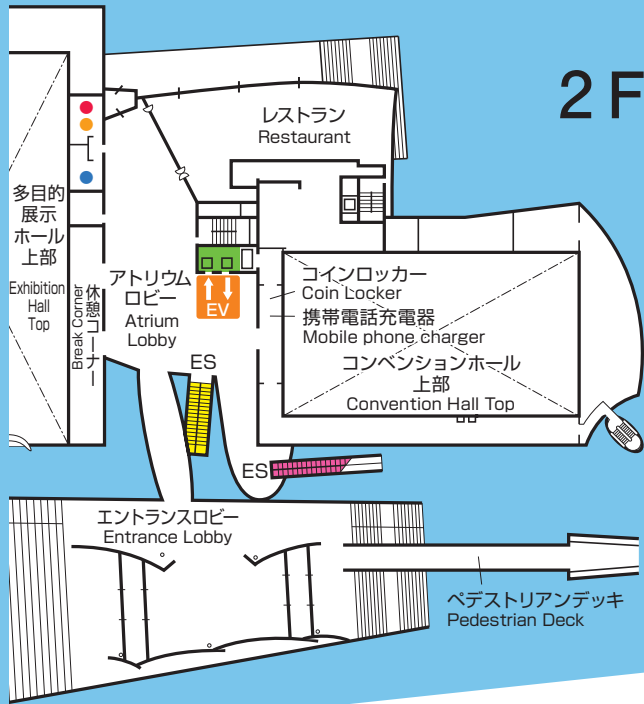 2F
レストラン
Restaurant
多目的
展示
ホール
上部
Exhibition
Hall
Top
休憩コーナー
Break Corner
アトリウム
ロビー
Atrium
Lobby
EV
コインロッカー
Coin Locker
携帯電話充電器
Mobile phone charger
コンベンションホール
上部
Convention Hall Top
ES
ES
エントランスロビー
Entrance Lobby
ペデストリアンデッキ
Pedestrian Deck